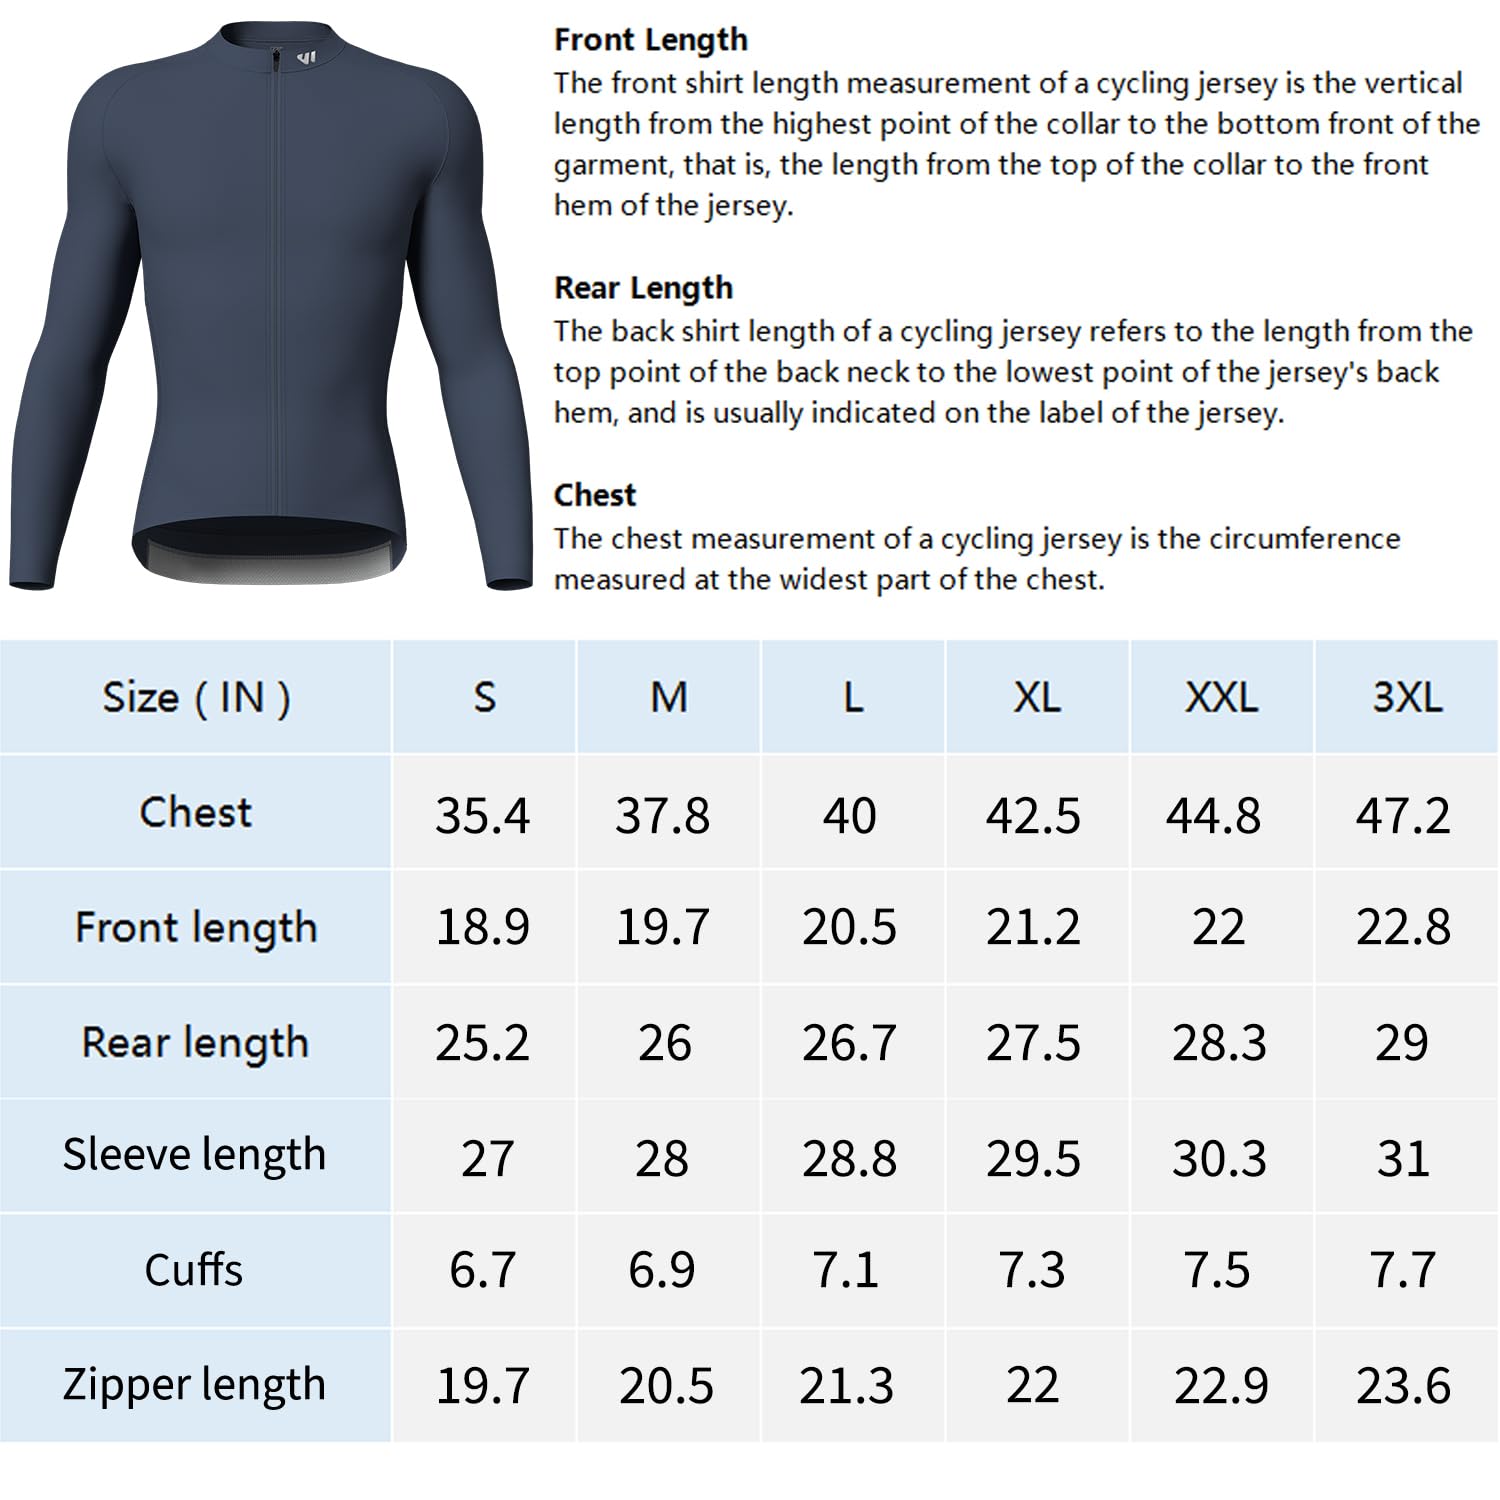 Front Length
The front shirt length measurement of a cycling jersey is the vertical
length from the highest point of the collar to the bottom front of the
garment, that is, the length from the top of the collar to the front
hem of the jersey.
Rear Length
The back shirt length of a cycling jersey refers to the length from the
top point of the back neck to the lowest point of the jersey's back
hem, and is usually indicated on the label of the jersey.
Chest
The chest measurement of a cycling jersey is the circumference
measured at the widest part of the chest.
Size ( IN ) S M L XL XXL 3XL
Chest 35.4 37.8 40 42.5 44.8 47.2
Front length 18.9 19.7 20.5 21.2 22 22.8
Rear length 25.2 26 26.7 27.5 28.3 29
Sleeve length 27 28 28.8 29.5 30.3 31
Cuffs 6.7 6.9 7.1 7.3 7.5 7.7
Zipper length 19.7 20.5 21.3 22 22.9 23.6